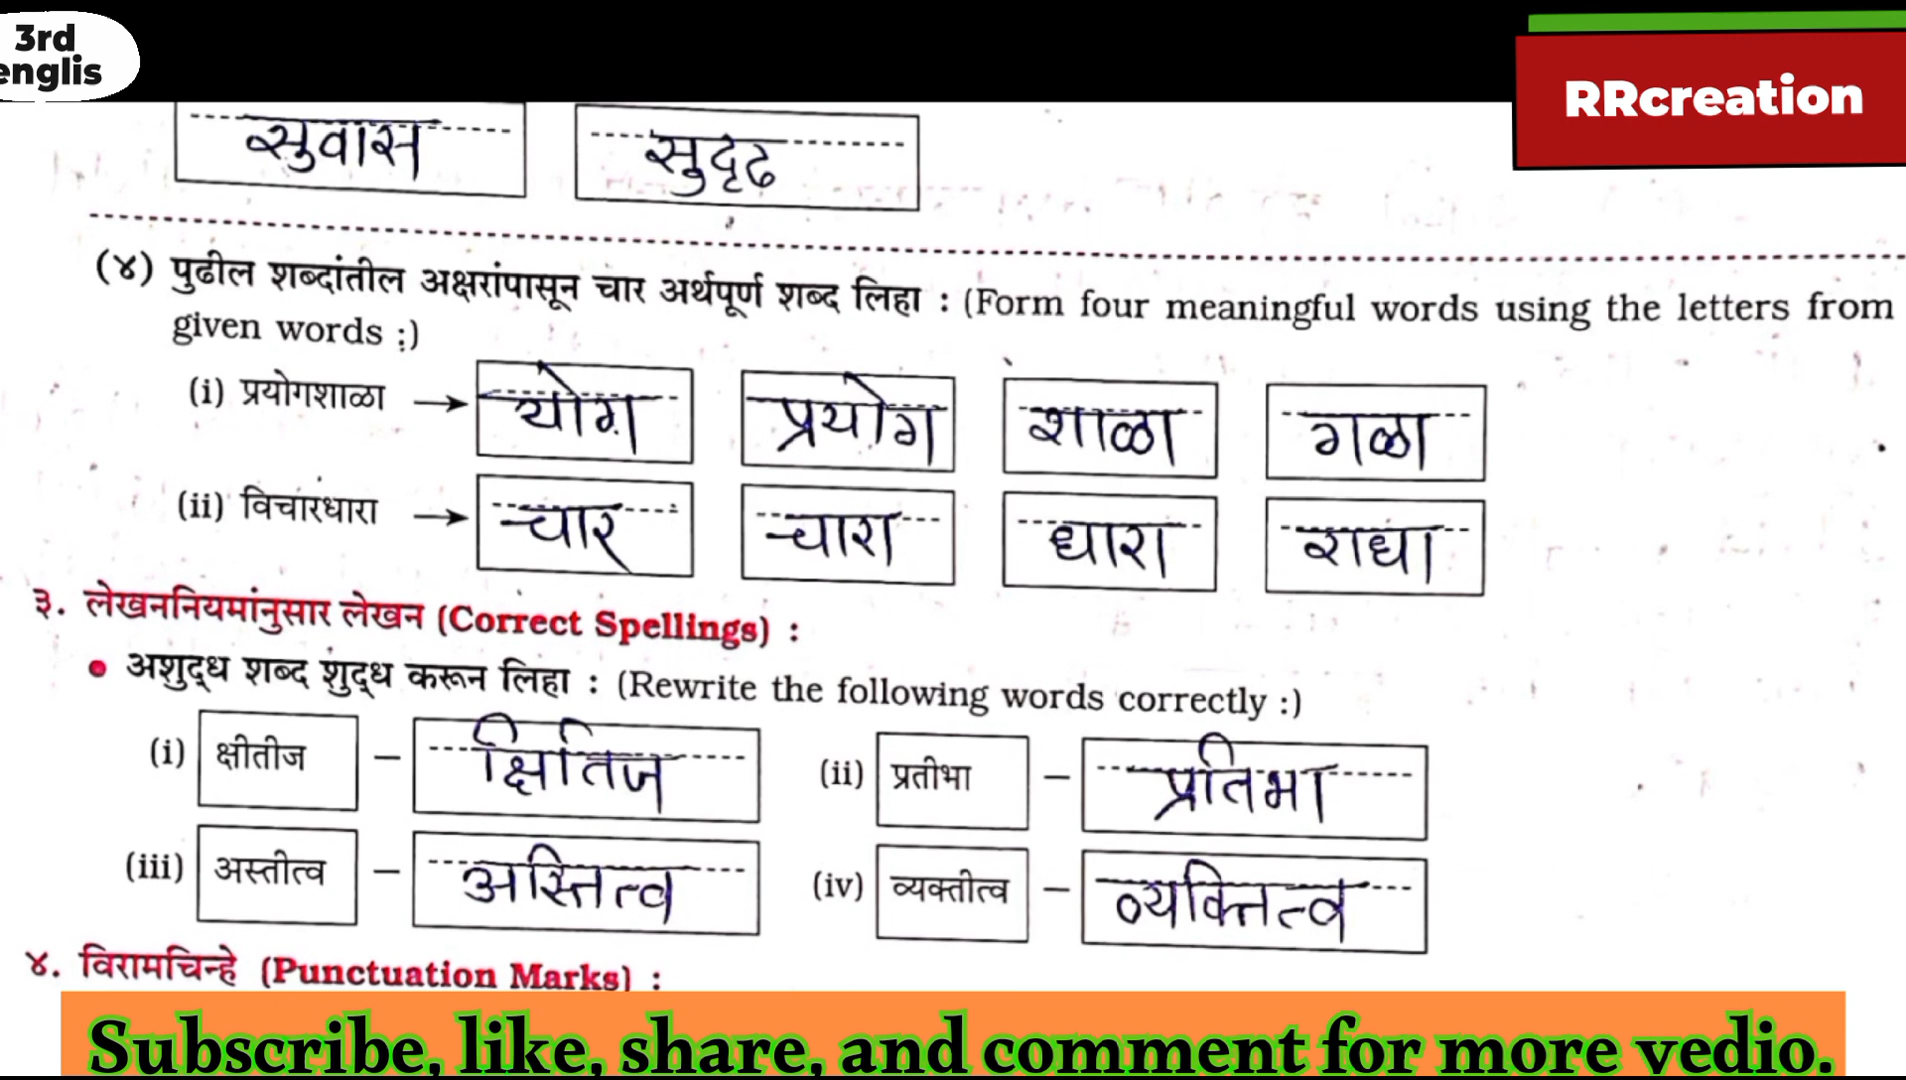 3rd
englis
RRcreation
सुवास सुदृढ
(४) पुढील शब्दांतील अक्षरांपासून चार अर्थपूर्ण शब्द लिहा : (Form four meaningful words using the letters from
given words :)
(i) प्रयोगशाळा → योग प्रयोग शाळा गळा
(ii) विचारधारा → चार चारा धारा राधा
३. लेखननियमांनुसार लेखन (Correct Spellings) :
• अशुद्ध शब्द शुद्ध करून लिहा : (Rewrite the following words correctly :)
(i) क्षीतीज – क्षितिज (ii) प्रतीभा – प्रतिभा
(iii) अस्तीत्व – अस्तित्व (iv) व्यक्तीत्व – व्यक्तित्व
४. विरामचिन्हे (Punctuation Marks) :
Subscribe, like, share, and comment for more vedio.